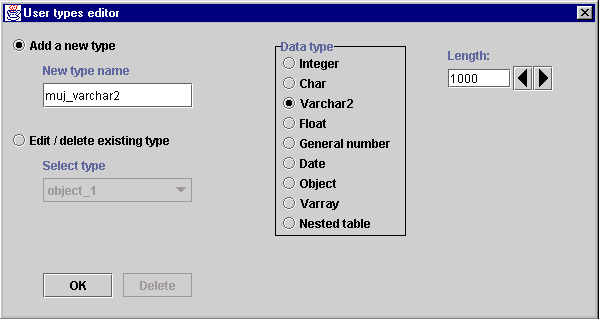 User types editor
Add a new type
New type name
muj_varchar2
Edit / delete existing type
Select type
object_1
OK
Delete
Data type
Integer
Char
Varchar2
Float
General number
Date
Object
Varray
Nested table
Length:
1000